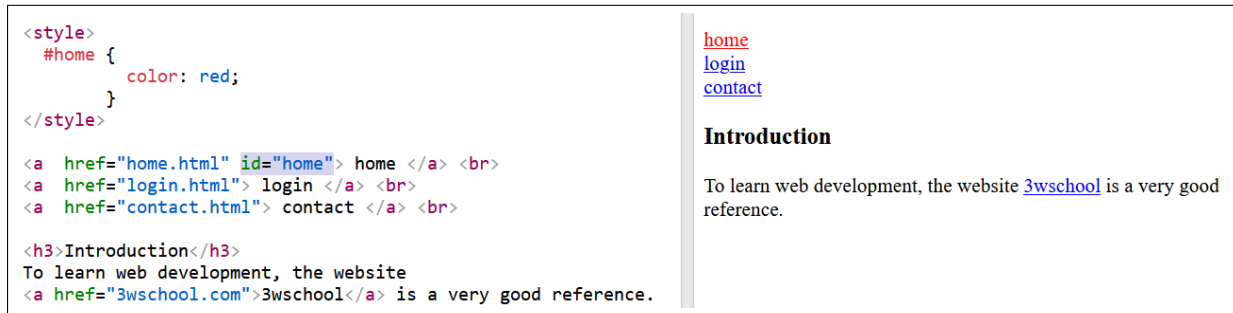 <style>
  #home {
          color: red;
        }
</style>

<a  href="home.html" id="home"> home </a> <br>
<a  href="login.html"> login </a> <br>
<a  href="contact.html"> contact </a> <br>

<h3>Introduction</h3>
To learn web development, the website
<a href="3wschool.com">3wschool</a> is a very good reference.
home
login
contact
Introduction
To learn web development, the website 3wschool is a very good
reference.